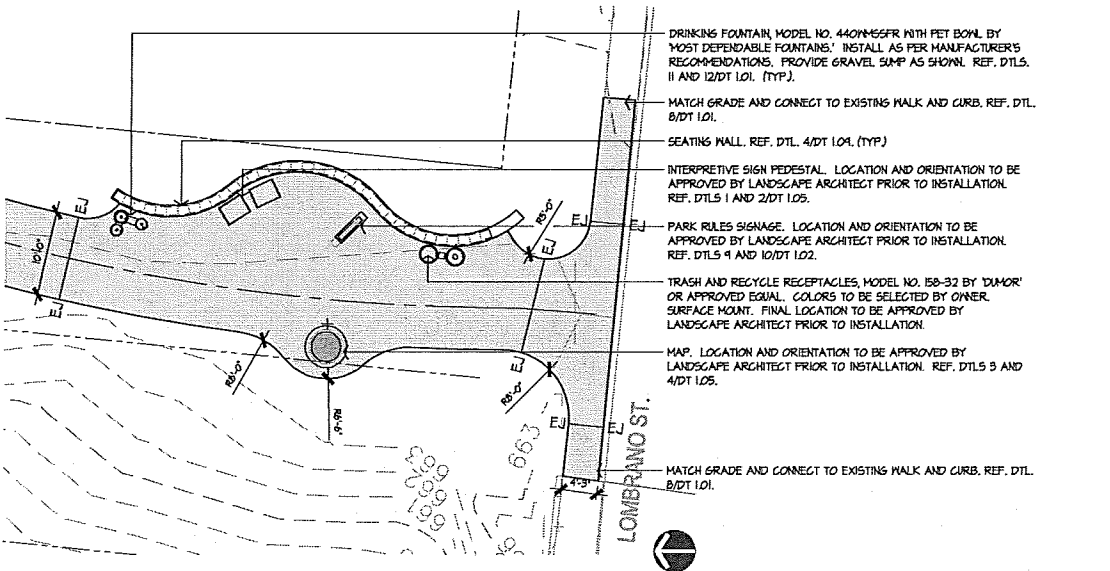 DRINKING FOUNTAIN, MODEL NO. 440WMSSFR WITH PET BOWL BY
'MOST DEPENDABLE FOUNTAINS.' INSTALL AS PER MANUFACTURER'S
RECOMMENDATIONS. PROVIDE GRAVEL SUMP AS SHOWN. REF. DTLS.
11 AND 12/DT 1.01. (TYP.).
MATCH GRADE AND CONNECT TO EXISTING WALK AND CURB. REF. DTL.
8/DT 1.01.
SEATING WALL. REF. DTL. 4/DT 1.04. (TYP.)
INTERPRETIVE SIGN PEDESTAL. LOCATION AND ORIENTATION TO BE
APPROVED BY LANDSCAPE ARCHITECT PRIOR TO INSTALLATION.
REF. DTLS 1 AND 2/DT 1.05.
PARK RULES SIGNAGE. LOCATION AND ORIENTATION TO BE
APPROVED BY LANDSCAPE ARCHITECT PRIOR TO INSTALLATION.
REF. DTLS 9 AND 10/DT 1.02.
TRASH AND RECYCLE RECEPTACLES, MODEL NO. 158-32 BY 'DUMOR'
OR APPROVED EQUAL. COLORS TO BE SELECTED BY OWNER.
SURFACE MOUNT. FINAL LOCATION TO BE APPROVED BY
LANDSCAPE ARCHITECT PRIOR TO INSTALLATION.
MAP. LOCATION AND ORIENTATION TO BE APPROVED BY
LANDSCAPE ARCHITECT PRIOR TO INSTALLATION. REF. DTLS 3 AND
4/DT 1.05.
MATCH GRADE AND CONNECT TO EXISTING WALK AND CURB. REF. DTL.
8/DT 1.01.
EJ
10'-0"
EJ
R5'-0"
EJ
EJ
EJ
R8'-0"
R6'-9"
EJ
R5'-0"
EJ
EJ
4'-3"
663
663
662
661
LOMBRANO ST.